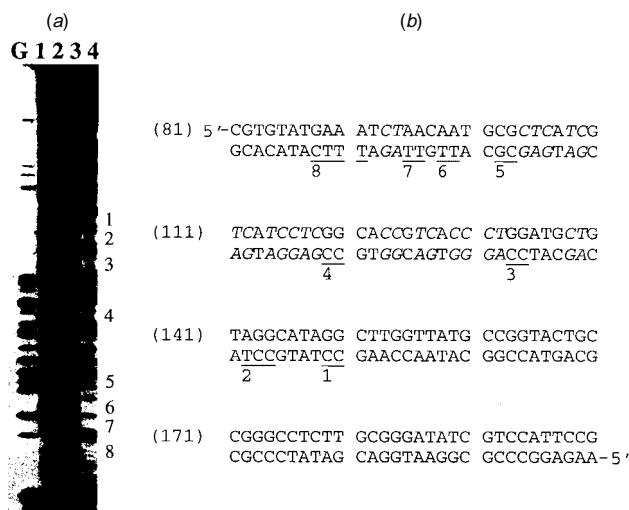 (a)
G 1 2 3 4
1
2
3
4
5
6
7
8
(b)
(81) 5'-CGTGTATGAA ATCTAACAAT GCGCTCATCG
GCACATACTT TAGATTGTTA CGCGAGTAGC
8 7 6 5
(111) TCATCCTCGG CACCGTCACC CTGGATGCTG
AGTAGGAGCC GTGGCAGTGG GACCTACGAC
4 3
(141) TAGGCATAGG CTTGGTTATG CCGGTACTGC
ATCCGTATCC GAACCAATAC GGCCATGACG
2 1
(171) CGGGCCTCTT GCGGGATATC GTCCATTCCG
CGCCCTATAG CAGGTAAGGC GCCCGGAGAA-5'